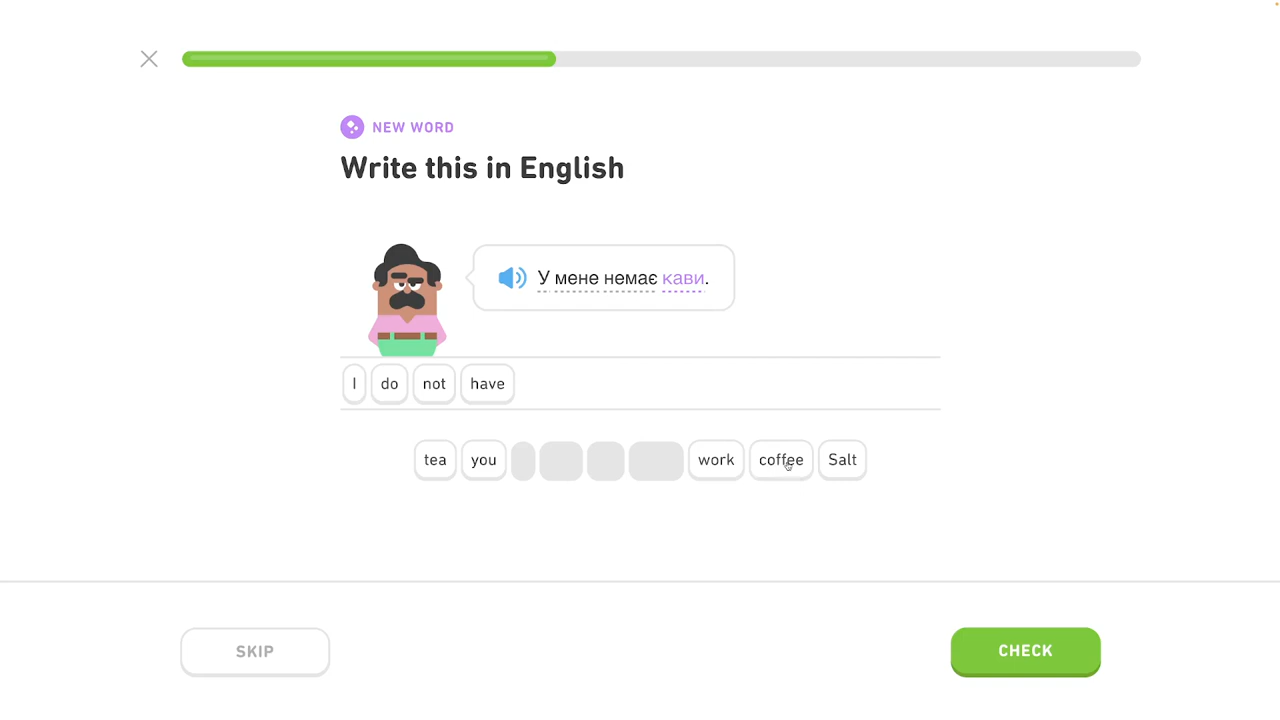 NEW WORD
Write this in English
У мене немає кави.
I do not have
tea you work coffee Salt
SKIP CHECK